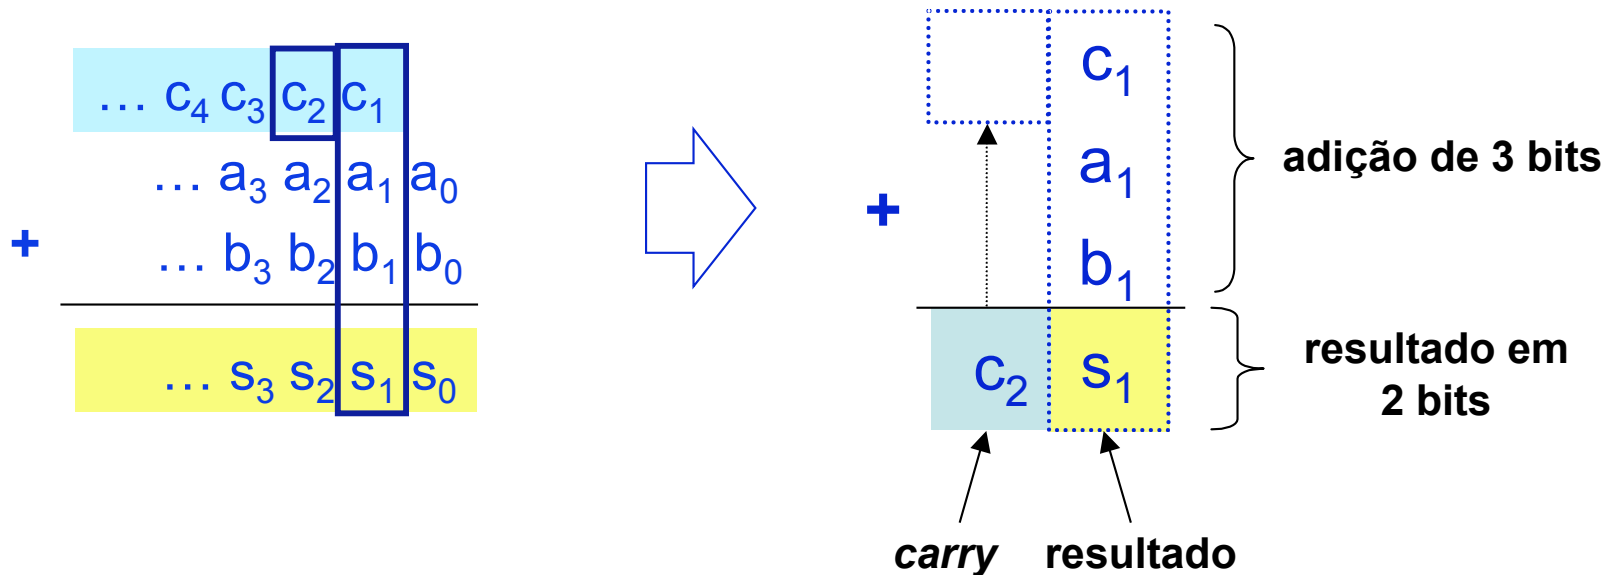 … c₄ c₃ c₂ c₁
… a₃ a₂ a₁ a₀
+
… b₃ b₂ b₁ b₀
… s₃ s₂ s₁ s₀
c₁
a₁
+
b₁
adição de 3 bits
c₂ s₁
resultado em
2 bits
carry resultado